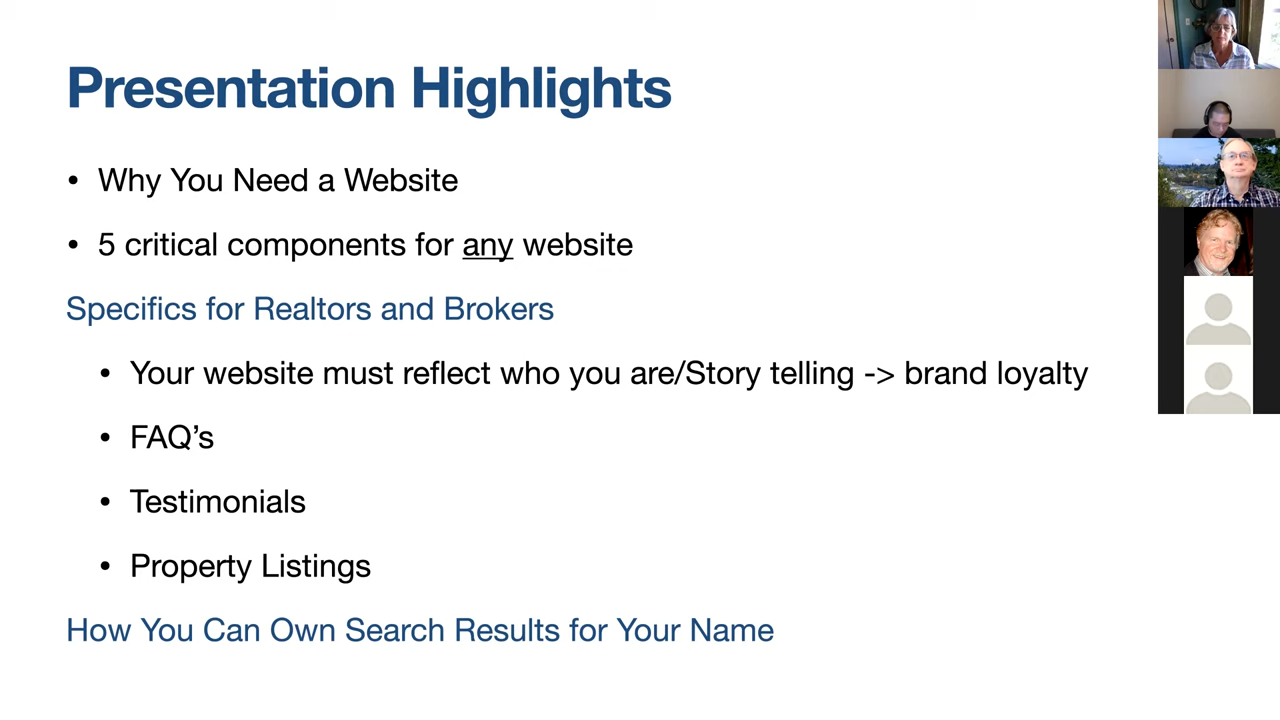 Presentation Highlights
• Why You Need a Website
• 5 critical components for any website
Specifics for Realtors and Brokers
• Your website must reflect who you are/Story telling -> brand loyalty
• FAQ’s
• Testimonials
• Property Listings
How You Can Own Search Results for Your Name